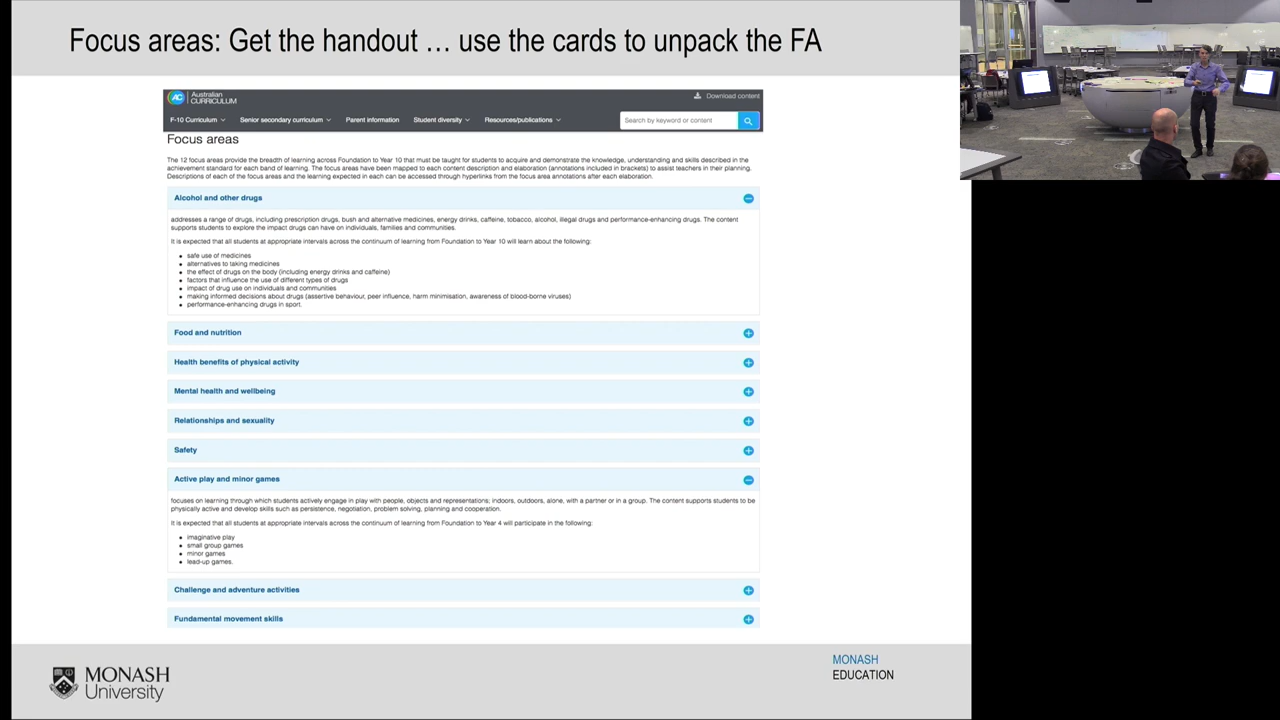 Focus areas: Get the handout … use the cards to unpack the FA
Australian
CURRICULUM
Download content
F-10 Curriculum
Senior secondary curriculum
Parent information
Student diversity
Resources/publications
Search by keyword or content
Focus areas
The 12 focus areas provide the breadth of learning across Foundation to Year 10 that must be taught for students to acquire and demonstrate the knowledge, understanding and skills described in the
achievement standard for each band of learning. The focus areas have been mapped to each content description and elaboration (annotations included in brackets) to assist teachers in their planning.
Descriptions of each of the focus areas and the learning expected in each can be accessed through hyperlinks from the focus area annotations after each elaboration.
Alcohol and other drugs
addresses a range of drugs, including prescription drugs, bush and alternative medicines, energy drinks, caffeine, tobacco, alcohol, illegal drugs and performance-enhancing drugs. The content
supports students to explore the impact drugs can have on individuals, families and communities.
It is expected that all students at appropriate intervals across the continuum of learning from Foundation to Year 10 will learn about the following:
• safe use of medicines
• alternatives to taking medicines
• the effect of drugs on the body (including energy drinks and caffeine)
• factors that influence the use of different types of drugs
• impact of drug use on individuals and communities
• making informed decisions about drugs (assertive behaviour, peer influence, harm minimisation, awareness of blood-borne viruses)
• performance-enhancing drugs in sport.
Food and nutrition
Health benefits of physical activity
Mental health and wellbeing
Relationships and sexuality
Safety
Active play and minor games
focuses on learning through which students actively engage in play with people, objects and representations; indoors, outdoors, alone, with a partner or in a group. The content supports students to be
physically active and develop skills such as persistence, negotiation, problem solving, planning and cooperation.
It is expected that all students at appropriate intervals across the continuum of learning from Foundation to Year 4 will participate in the following:
• imaginative play
• small group games
• minor games
• lead-up games.
Challenge and adventure activities
Fundamental movement skills
MONASH
University
MONASH
EDUCATION